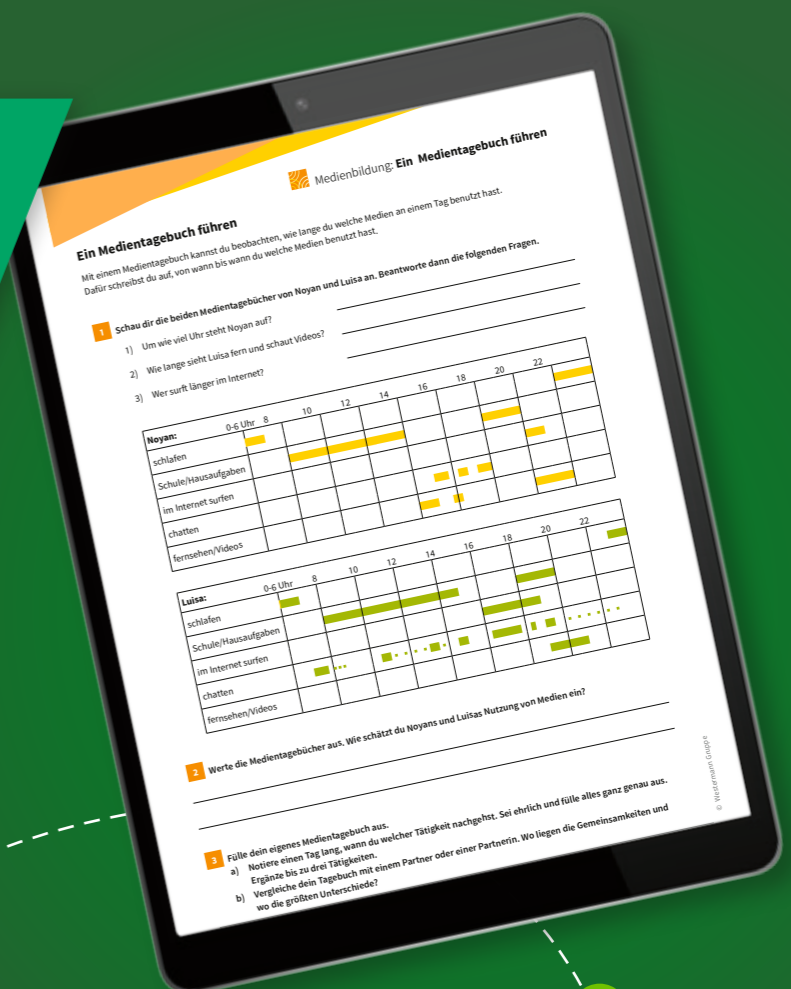 Medienbildung: Ein Medientagebuch führen
Ein Medientagebuch führen
Mit einem Medientagebuch kannst du beobachten, wie lange du welche Medien an einem Tag benutzt hast.
Dafür schreibst du auf, von wann bis wann du welche Medien benutzt hast.
1 Schau dir die beiden Medientagebücher von Noyan und Luisa an. Beantworte dann die folgenden Fragen.
1) Um wie viel Uhr steht Noyan auf?
2) Wie lange sieht Luisa fern und schaut Videos?
3) Wer surft länger im Internet?
Noyan: 0-6 Uhr 8 10 12 14 16 18 20 22
schlafen
Schule/Hausaufgaben
im Internet surfen
chatten
fernsehen/Videos
Luisa: 0-6 Uhr 8 10 12 14 16 18 20 22
schlafen
Schule/Hausaufgaben
im Internet surfen
chatten
fernsehen/Videos
2 Werte die Medientagebücher aus. Wie schätzt du Noyans und Luisas Nutzung von Medien ein?
3 Fülle dein eigenes Medientagebuch aus.
a) Notiere einen Tag lang, wann du welcher Tätigkeit nachgehst. Sei ehrlich und fülle alles ganz genau aus.
Ergänze bis zu drei Tätigkeiten.
b) Vergleiche dein Tagebuch mit einem Partner oder einer Partnerin. Wo liegen die Gemeinsamkeiten und
wo die größten Unterschiede?
© Westermann Gruppe